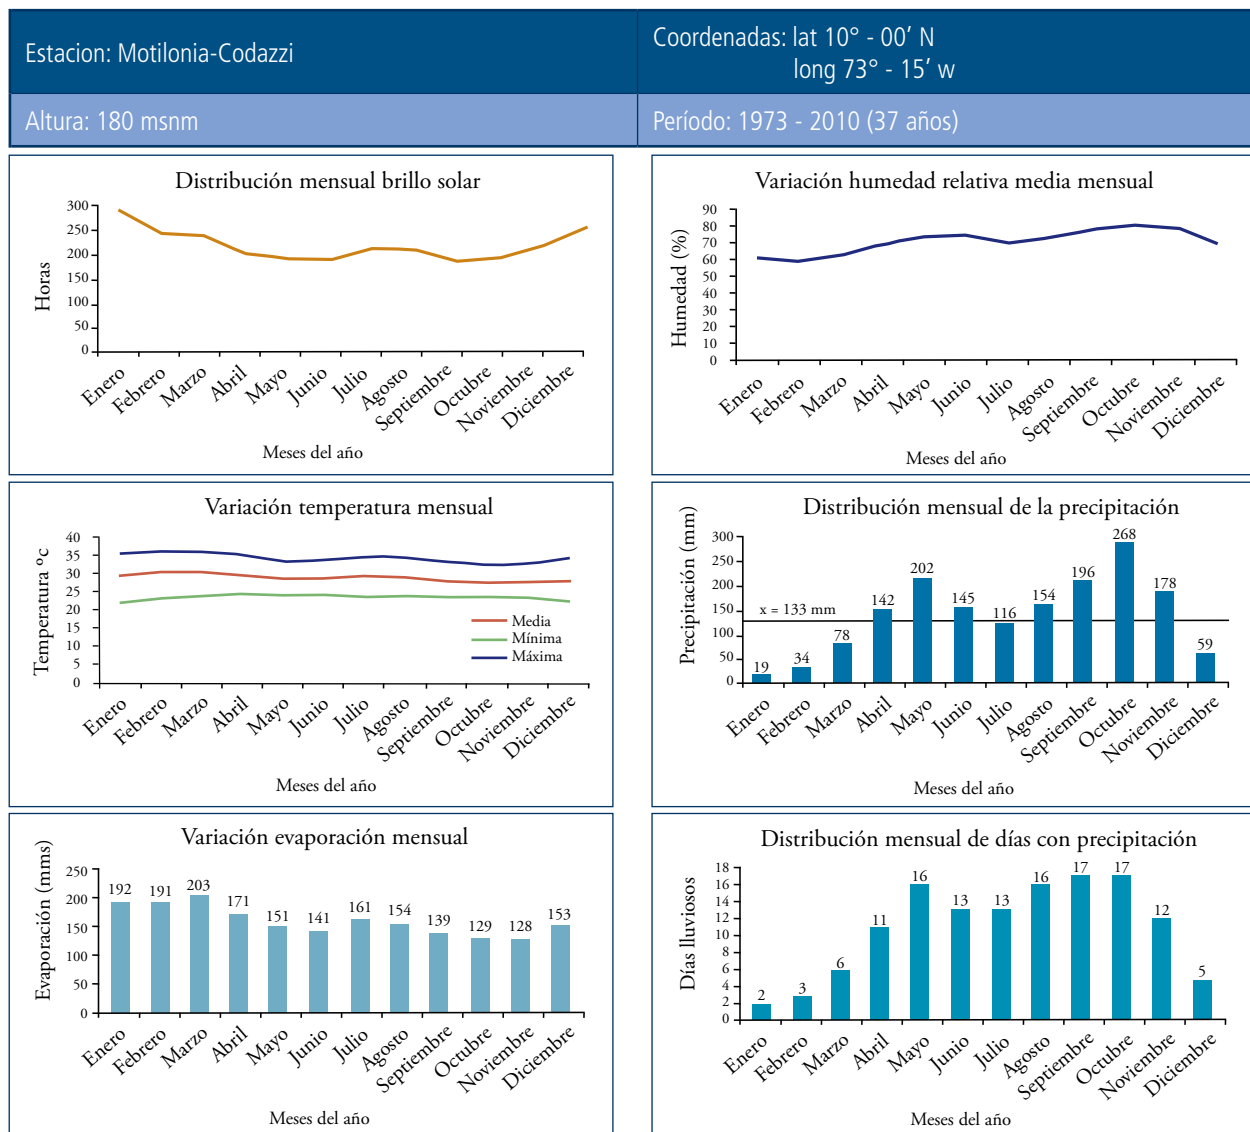 Estacion: Motilonia-Codazzi
Coordenadas: lat 10° - 00’ N
long 73° - 15’ w
Altura: 180 msnm
Período: 1973 - 2010 (37 años)
Distribución mensual brillo solar
300
250
200
150
100
50
0
Horas
Enero
Febrero
Marzo
Abril
Mayo
Junio
Julio
Agosto
Septiembre
Octubre
Noviembre
Diciembre
Meses del año
Variación humedad relativa media mensual
90
80
70
60
50
40
30
20
10
0
Humedad (%)
Enero
Febrero
Marzo
Abril
Mayo
Junio
Julio
Agosto
Septiembre
Octubre
Noviembre
Diciembre
Meses del año
Variación temperatura mensual
40
35
30
25
20
15
10
5
0
Temperatura ºc
Media
Mínima
Máxima
Enero
Febrero
Marzo
Abril
Mayo
Junio
Julio
Agosto
Septiembre
Octubre
Noviembre
Diciembre
Meses del año
Distribución mensual de la precipitación
300
250
200
150
100
50
0
Precipitación (mm)
x = 133 mm
19
34
78
142
202
145
116
154
196
268
178
59
Enero
Febrero
Marzo
Abril
Mayo
Junio
Julio
Agosto
Septiembre
Octubre
Noviembre
Diciembre
Meses del año
Variación evaporación mensual
250
200
150
100
50
0
Evaporación (mms)
192
191
203
171
151
141
161
154
139
129
128
153
Enero
Febrero
Marzo
Abril
Mayo
Junio
Julio
Agosto
Septiembre
Octubre
Noviembre
Diciembre
Meses del año
Distribución mensual de días con precipitación
18
16
14
12
10
8
6
4
2
0
Días lluviosos
2
3
6
11
16
13
13
16
17
17
12
5
Enero
Febrero
Marzo
Abril
Mayo
Junio
Julio
Agosto
Septiembre
Octubre
Noviembre
Diciembre
Meses del año